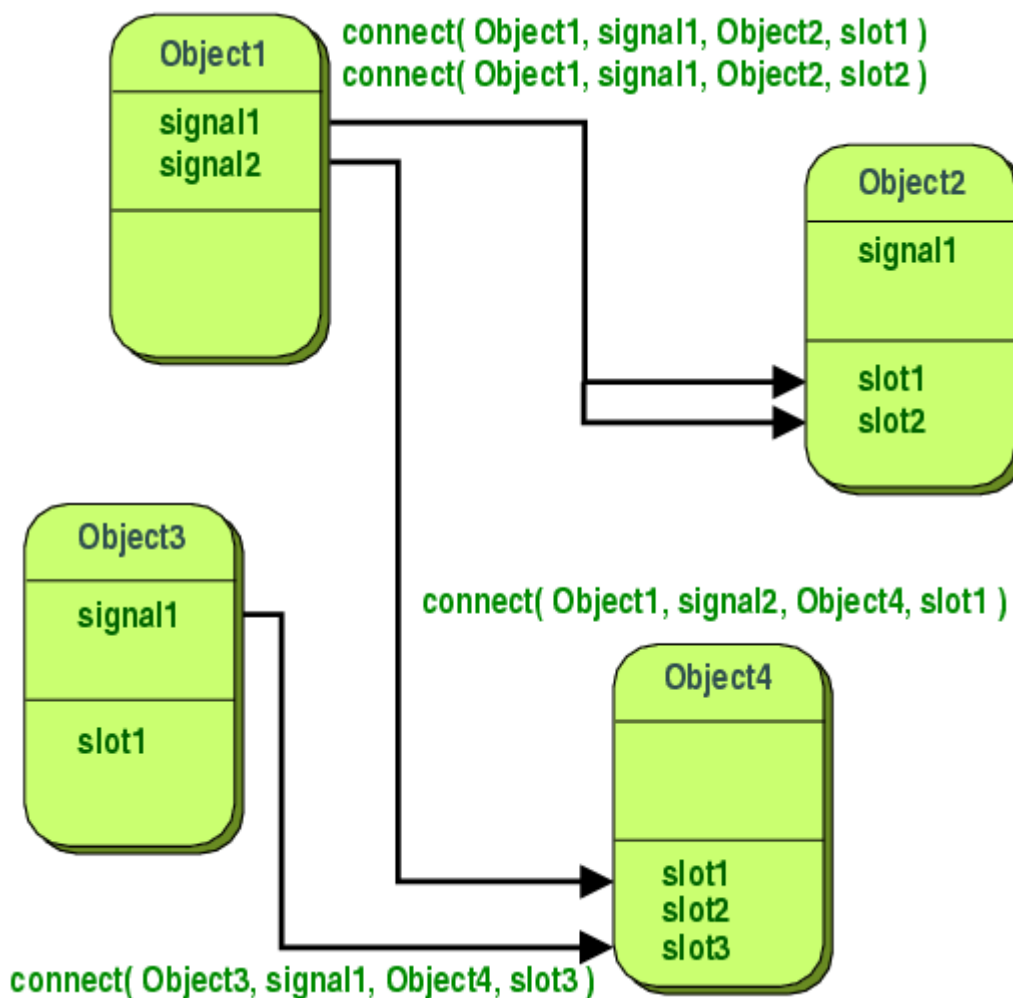 Object1
signal1
signal2
connect( Object1, signal1, Object2, slot1 )
connect( Object1, signal1, Object2, slot2 )
Object2
signal1
slot1
slot2
Object3
signal1
slot1
connect( Object1, signal2, Object4, slot1 )
Object4
slot1
slot2
slot3
connect( Object3, signal1, Object4, slot3 )